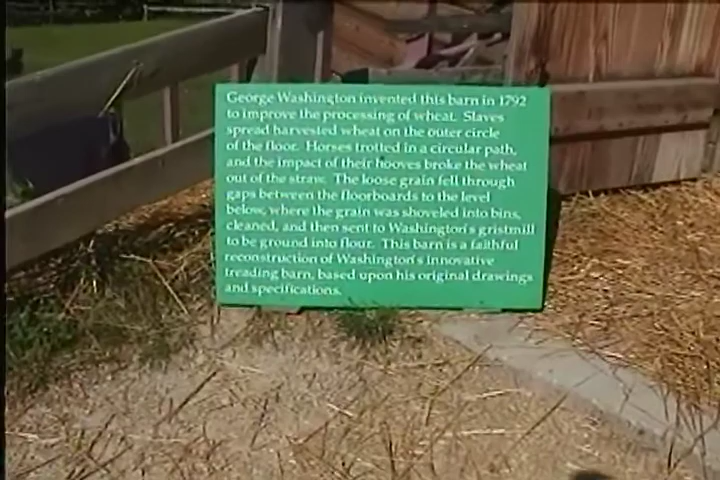 George Washington invented this barn in 1792
to improve the processing of wheat. Slaves
spread harvested wheat on the outer circle
of the floor. Horses trotted in a circular path,
and the impact of their hooves broke the wheat
out of the straw. The loose grain fell through
gaps between the floorboards to the level
below, where the grain was shoveled into bins,
cleaned, and then sent to Washington's gristmill
to be ground into flour. This barn is a faithful
reconstruction of Washington's innovative
treading barn, based upon his original drawings
and specifications.